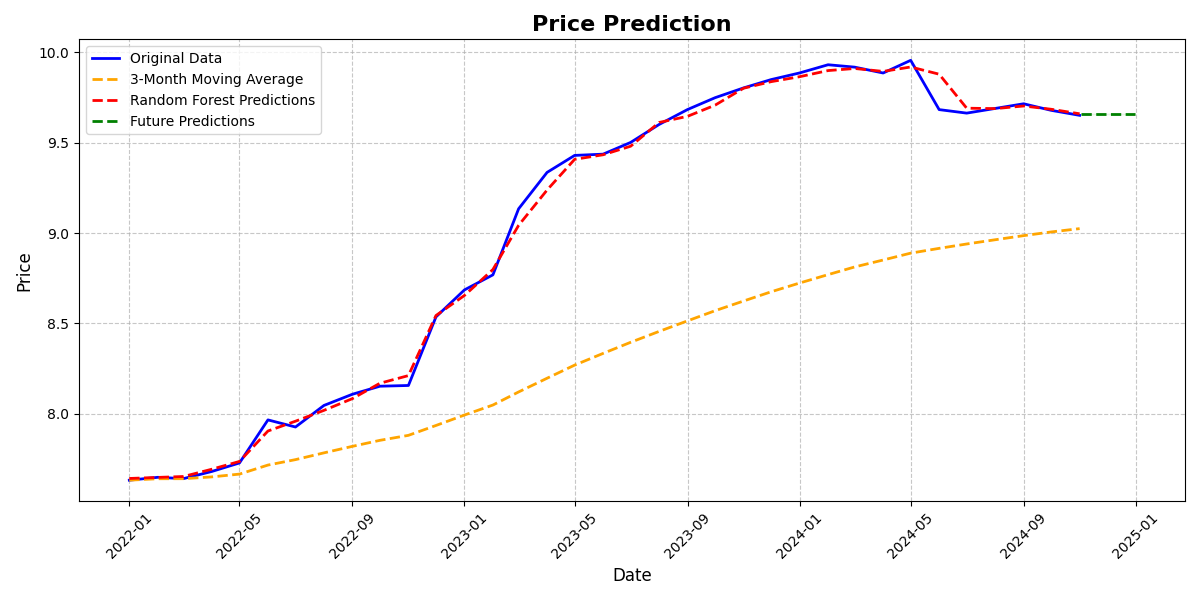 Price Prediction
Original Data
3-Month Moving Average
Random Forest Predictions
Future Predictions
10.0
9.5
9.0
8.5
8.0
Price
2022-01
2022-05
2022-09
2023-01
2023-05
2023-09
2024-01
2024-05
2024-09
2025-01
Date